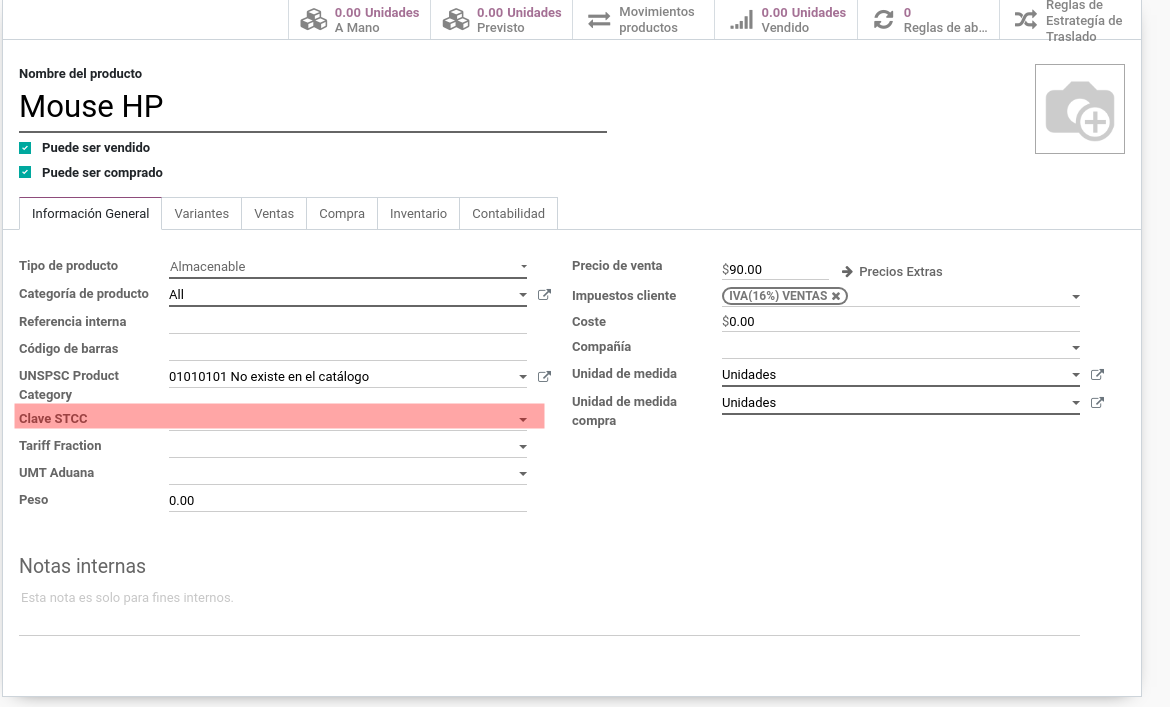 0.00 Unidades
A Mano
0.00 Unidades
Previsto
Movimientos
productos
0.00 Unidades
Vendido
0
Reglas de ab...
Reglas de
Estrategía de
Traslado
Nombre del producto
Mouse HP
Puede ser vendido
Puede ser comprado
Información General
Variantes
Ventas
Compra
Inventario
Contabilidad
Tipo de producto
Almacenable
Categoría de producto
All
Referencia interna
Código de barras
UNSPSC Product
Category
01010101 No existe en el catálogo
Clave STCC
Tariff Fraction
UMT Aduana
Peso
0.00
Precio de venta
$90.00
Precios Extras
Impuestos cliente
IVA(16%) VENTAS
Coste
$0.00
Compañía
Unidad de medida
Unidades
Unidad de medida
compra
Unidades
Notas internas
Esta nota es solo para fines internos.